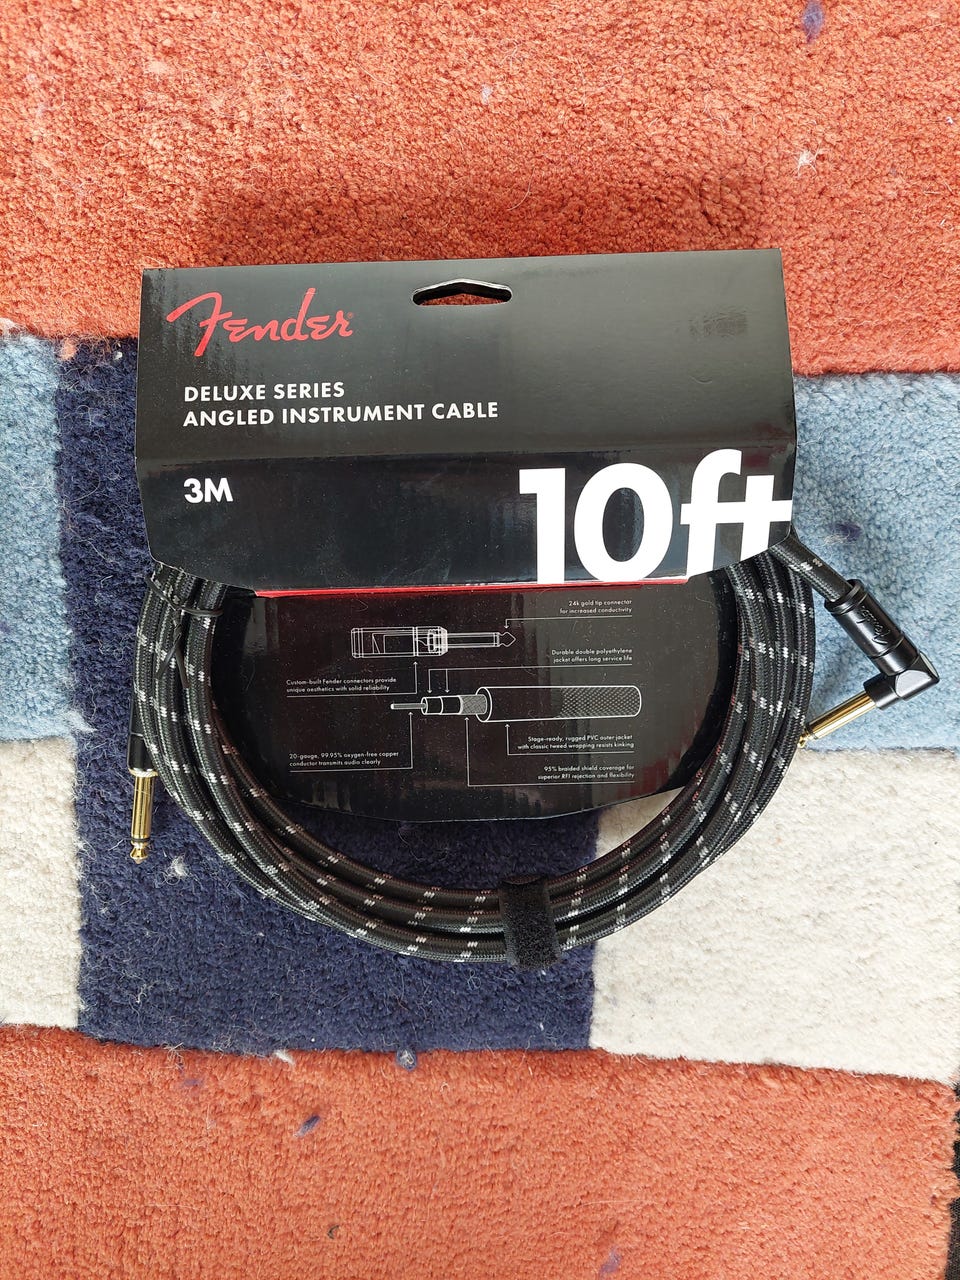 Fender
DELUXE SERIES
ANGLED INSTRUMENT CABLE
3M
10ft
24k gold tip connector
for increased conductivity
Durable double polyethylene
jacket offers long service life
Custom-built Fender connectors provide
unique aesthetics with solid reliability
Stage-ready, rugged PVC outer jacket
with classic tweed wrapping resists kinking
20-gauge, 99.95% oxygen-free copper
conductor transmits audio clearly
95% braided shield coverage for
superior RFI rejection and flexibility
Fender